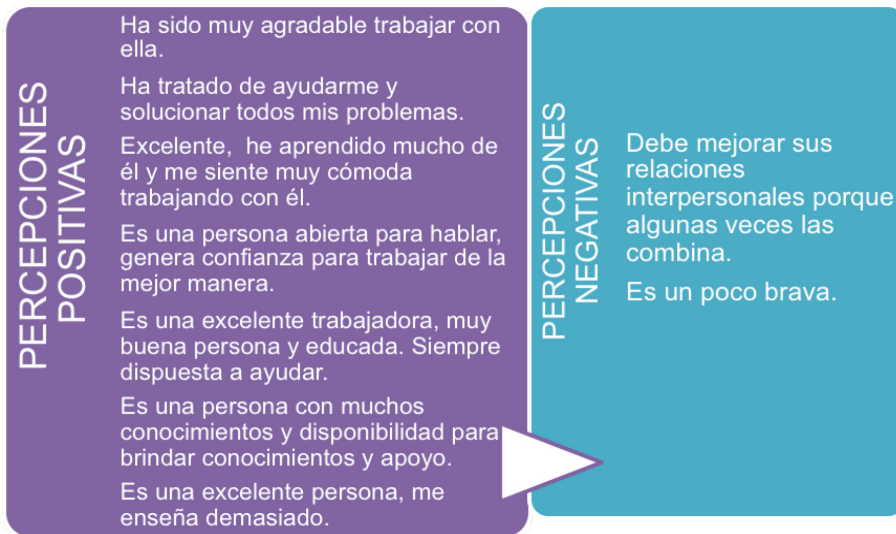 PERCEPCIONES
POSITIVAS
Ha sido muy agradable trabajar con
ella.
Ha tratado de ayudarme y
solucionar todos mis problemas.
Excelente, he aprendido mucho de
él y me siente muy cómoda
trabajando con él.
Es una persona abierta para hablar,
genera confianza para trabajar de la
mejor manera.
Es una excelente trabajadora, muy
buena persona y educada. Siempre
dispuesta a ayudar.
Es una persona con muchos
conocimientos y disponibilidad para
brindar conocimientos y apoyo.
Es una excelente persona, me
enseña demasiado.
PERCEPCIONES
NEGATIVAS
Debe mejorar sus
relaciones
interpersonales porque
algunas veces las
combina.
Es un poco brava.